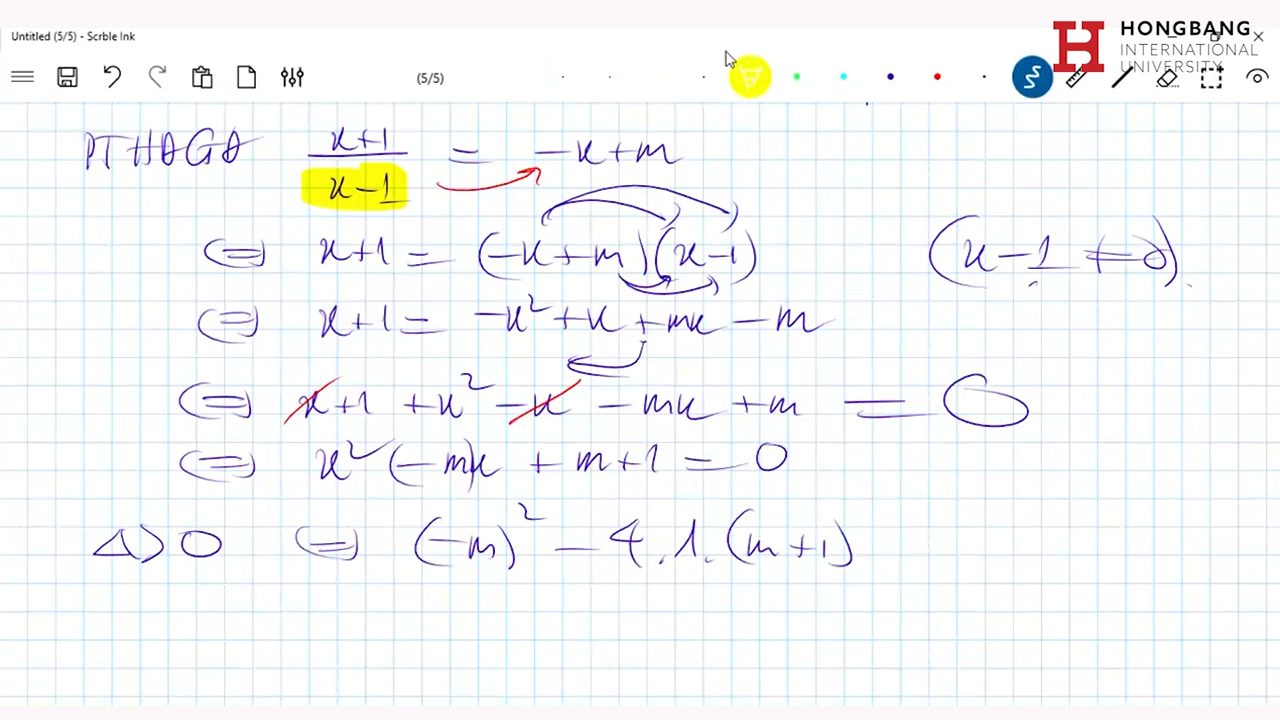 Untitled (5/5) - Scrble Ink
HONGBANG
INTERNATIONAL
UNIVERSITY
(5/5)
PTHĐGĐ (x+1)/(x-1) = -x+m
⇔ x+1 = (-x+m)(x-1) (x-1 ≠ 0)
⇔ x+1 = -x² + x + mx - m
⇔ x+1 +x² -x - mx + m = 0
⇔ x² (-m)x + m+1 = 0
Δ>0 ⇔ (-m)² - 4.1.(m+1)